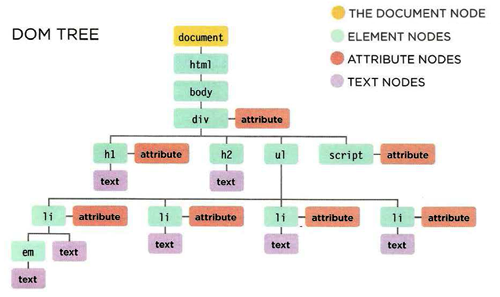 DOM TREE
THE DOCUMENT NODE
ELEMENT NODES
ATTRIBUTE NODES
TEXT NODES
document
html
body
div attribute
h1 attribute h2 ul script attribute
text text
li attribute li attribute li attribute li attribute
em text text text text
text